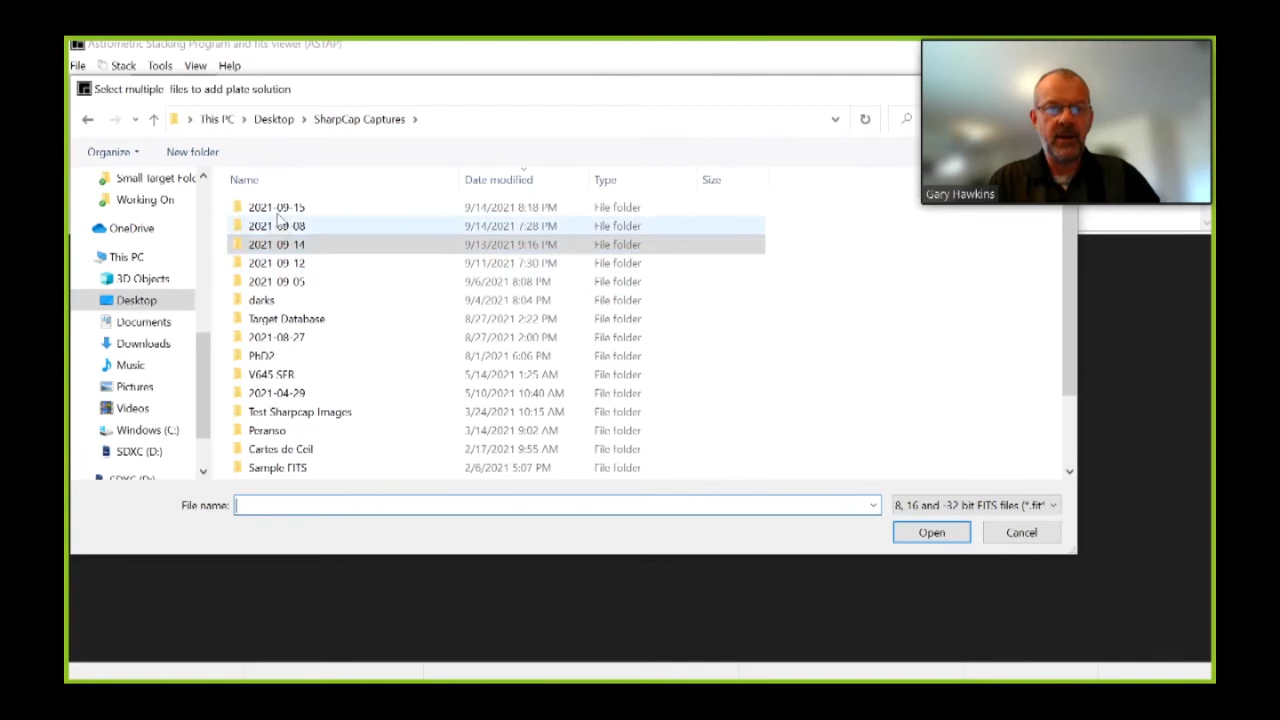 Astrometric Stacking Program and fits viewer (ASTAP)
File Stack Tools View Help
Select multiple files to add plate solution
This PC > Desktop > SharpCap Captures >
Organize New folder
Gary Hawkins
Small Target Folc
Working On
OneDrive
This PC
3D Objects
Desktop
Documents
Downloads
Music
Pictures
Videos
Windows (C:)
SDXC (D:)
SDXC (D:)
Name Date modified Type Size
2021-09-15 9/14/2021 8:18 PM File folder
2021-09-08 9/14/2021 7:28 PM File folder
2021-09-14 9/13/2021 9:16 PM File folder
2021-09-12 9/11/2021 7:30 PM File folder
2021-09-05 9/6/2021 8:08 PM File folder
darks 9/4/2021 8:04 PM File folder
Target Database 8/27/2021 2:22 PM File folder
2021-08-27 8/27/2021 2:00 PM File folder
PhD2 8/1/2021 6:06 PM File folder
V645 SER 5/14/2021 1:25 AM File folder
2021-04-29 5/10/2021 10:40 AM File folder
Test Sharpcap Images 3/24/2021 10:15 AM File folder
Peranso 3/14/2021 9:02 AM File folder
Cartes de Ceil 2/17/2021 9:55 AM File folder
Sample FITS 2/6/2021 5:07 PM File folder
File name: 8, 16 and -32 bit FITS files (*.fit*
Open Cancel